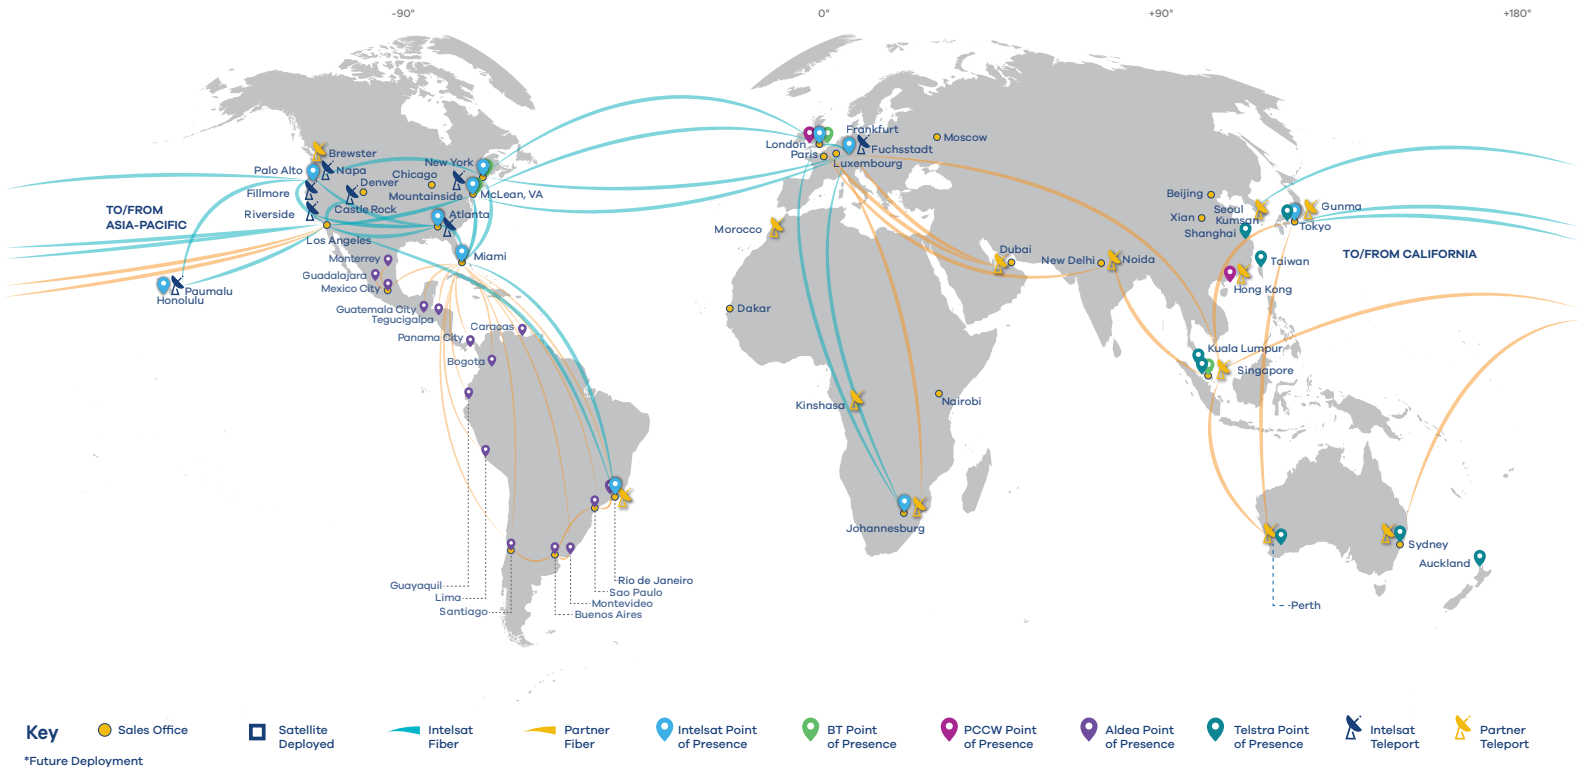 -90°
0°
+90°
+180°
Brewster
Palo Alto
Napa
Fillmore
Denver
Riverside
Castle Rock
Los Angeles
New York
Chicago
Mountainside
McLean, VA
Atlanta
Miami
TO/FROM
ASIA-PACIFIC
Monterrey
Guadalajara
Mexico City
Paumalu
Honolulu
Guatemala City
Tegucigalpa
Panama City
Caracas
Bogota
Guayaquil
Lima
Santiago
Rio de Janeiro
Sao Paulo
Montevideo
Buenos Aires
Frankfurt
London
Paris
Fuchsstadt
Luxembourg
Moscow
Morocco
Dakar
Kinshasa
Nairobi
Johannesburg
Dubai
New Delhi
Noida
Beijing
Xian
Seoul
Kumsan
Shanghai
Gunma
Tokyo
Taiwan
Hong Kong
TO/FROM CALIFORNIA
Kuala Lumpur
Singapore
Sydney
Auckland
Perth
Key
Sales Office
Satellite
Deployed
Intelsat
Fiber
Partner
Fiber
Intelsat Point
of Presence
BT Point
of Presence
PCCW Point
of Presence
Aldea Point
of Presence
Telstra Point
of Presence
Intelsat
Teleport
Partner
Teleport
*Future Deployment